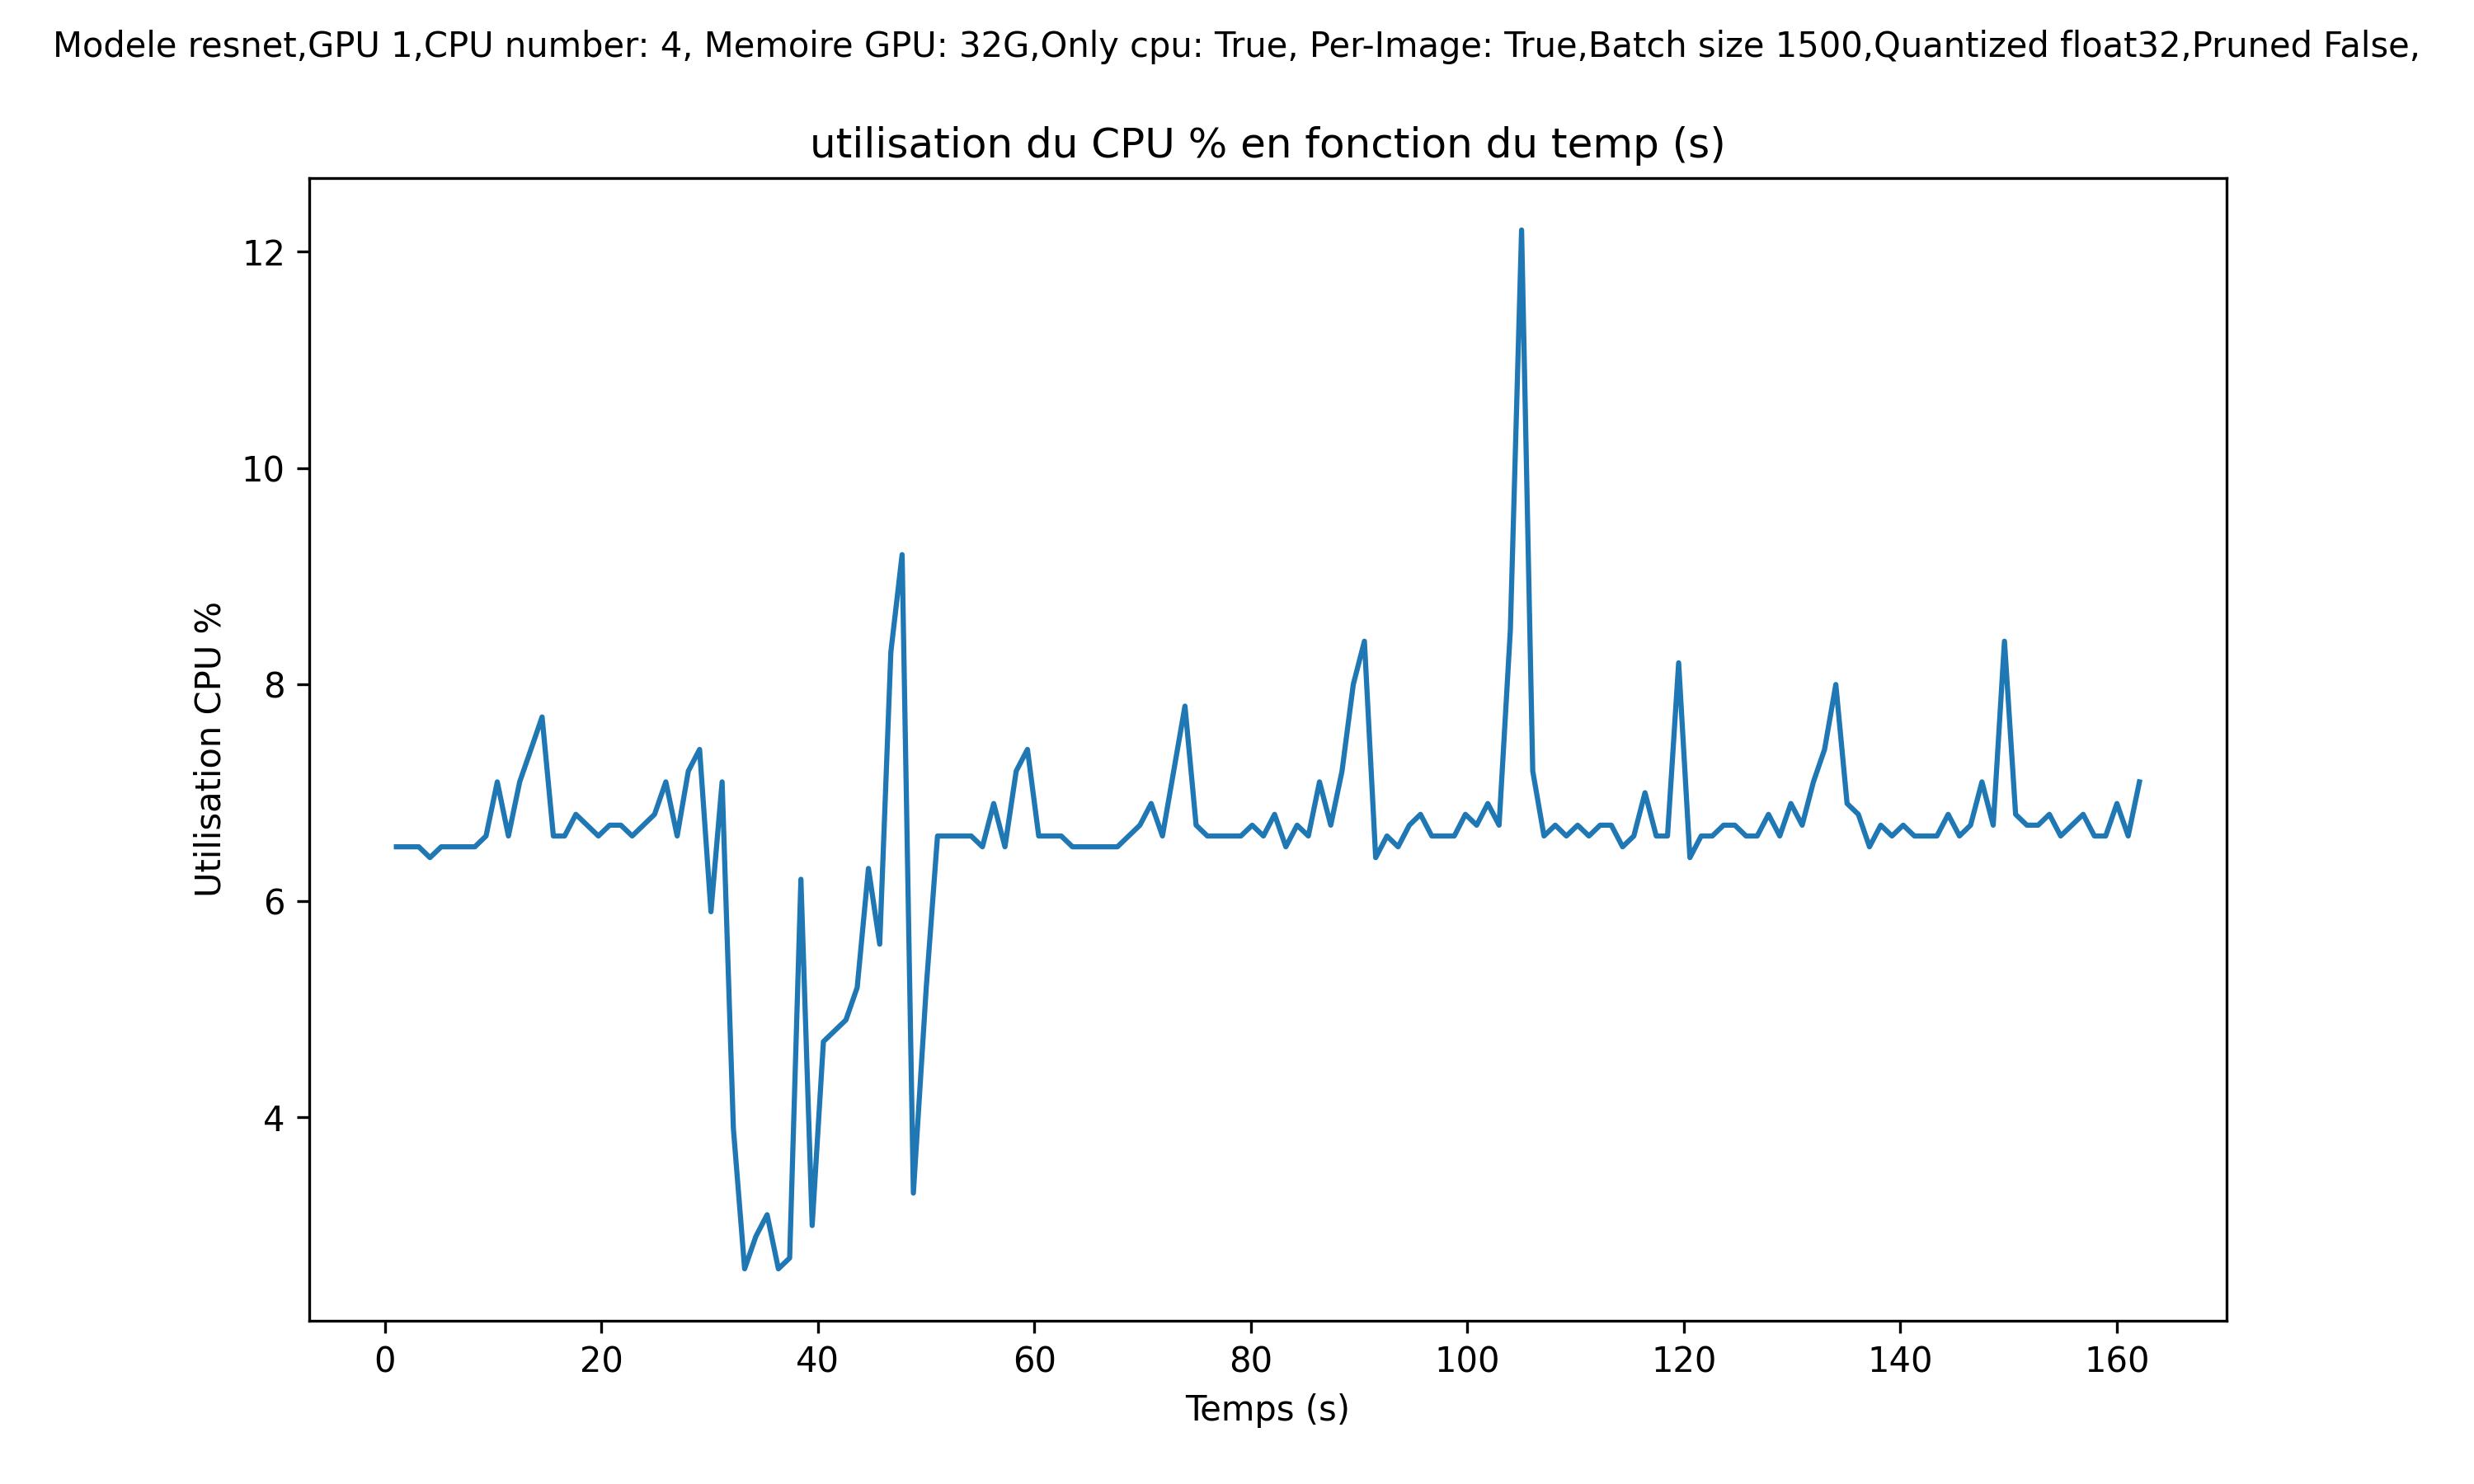 Modele resnet,GPU 1,CPU number: 4, Memoire GPU: 32G,Only cpu: True, Per-Image: True,Batch size 1500,Quantized float32,Pruned False,
utilisation du CPU % en fonction du temp (s)
12
10
8
6
4
Utilisation CPU %
0 20 40 60 80 100 120 140 160
Temps (s)